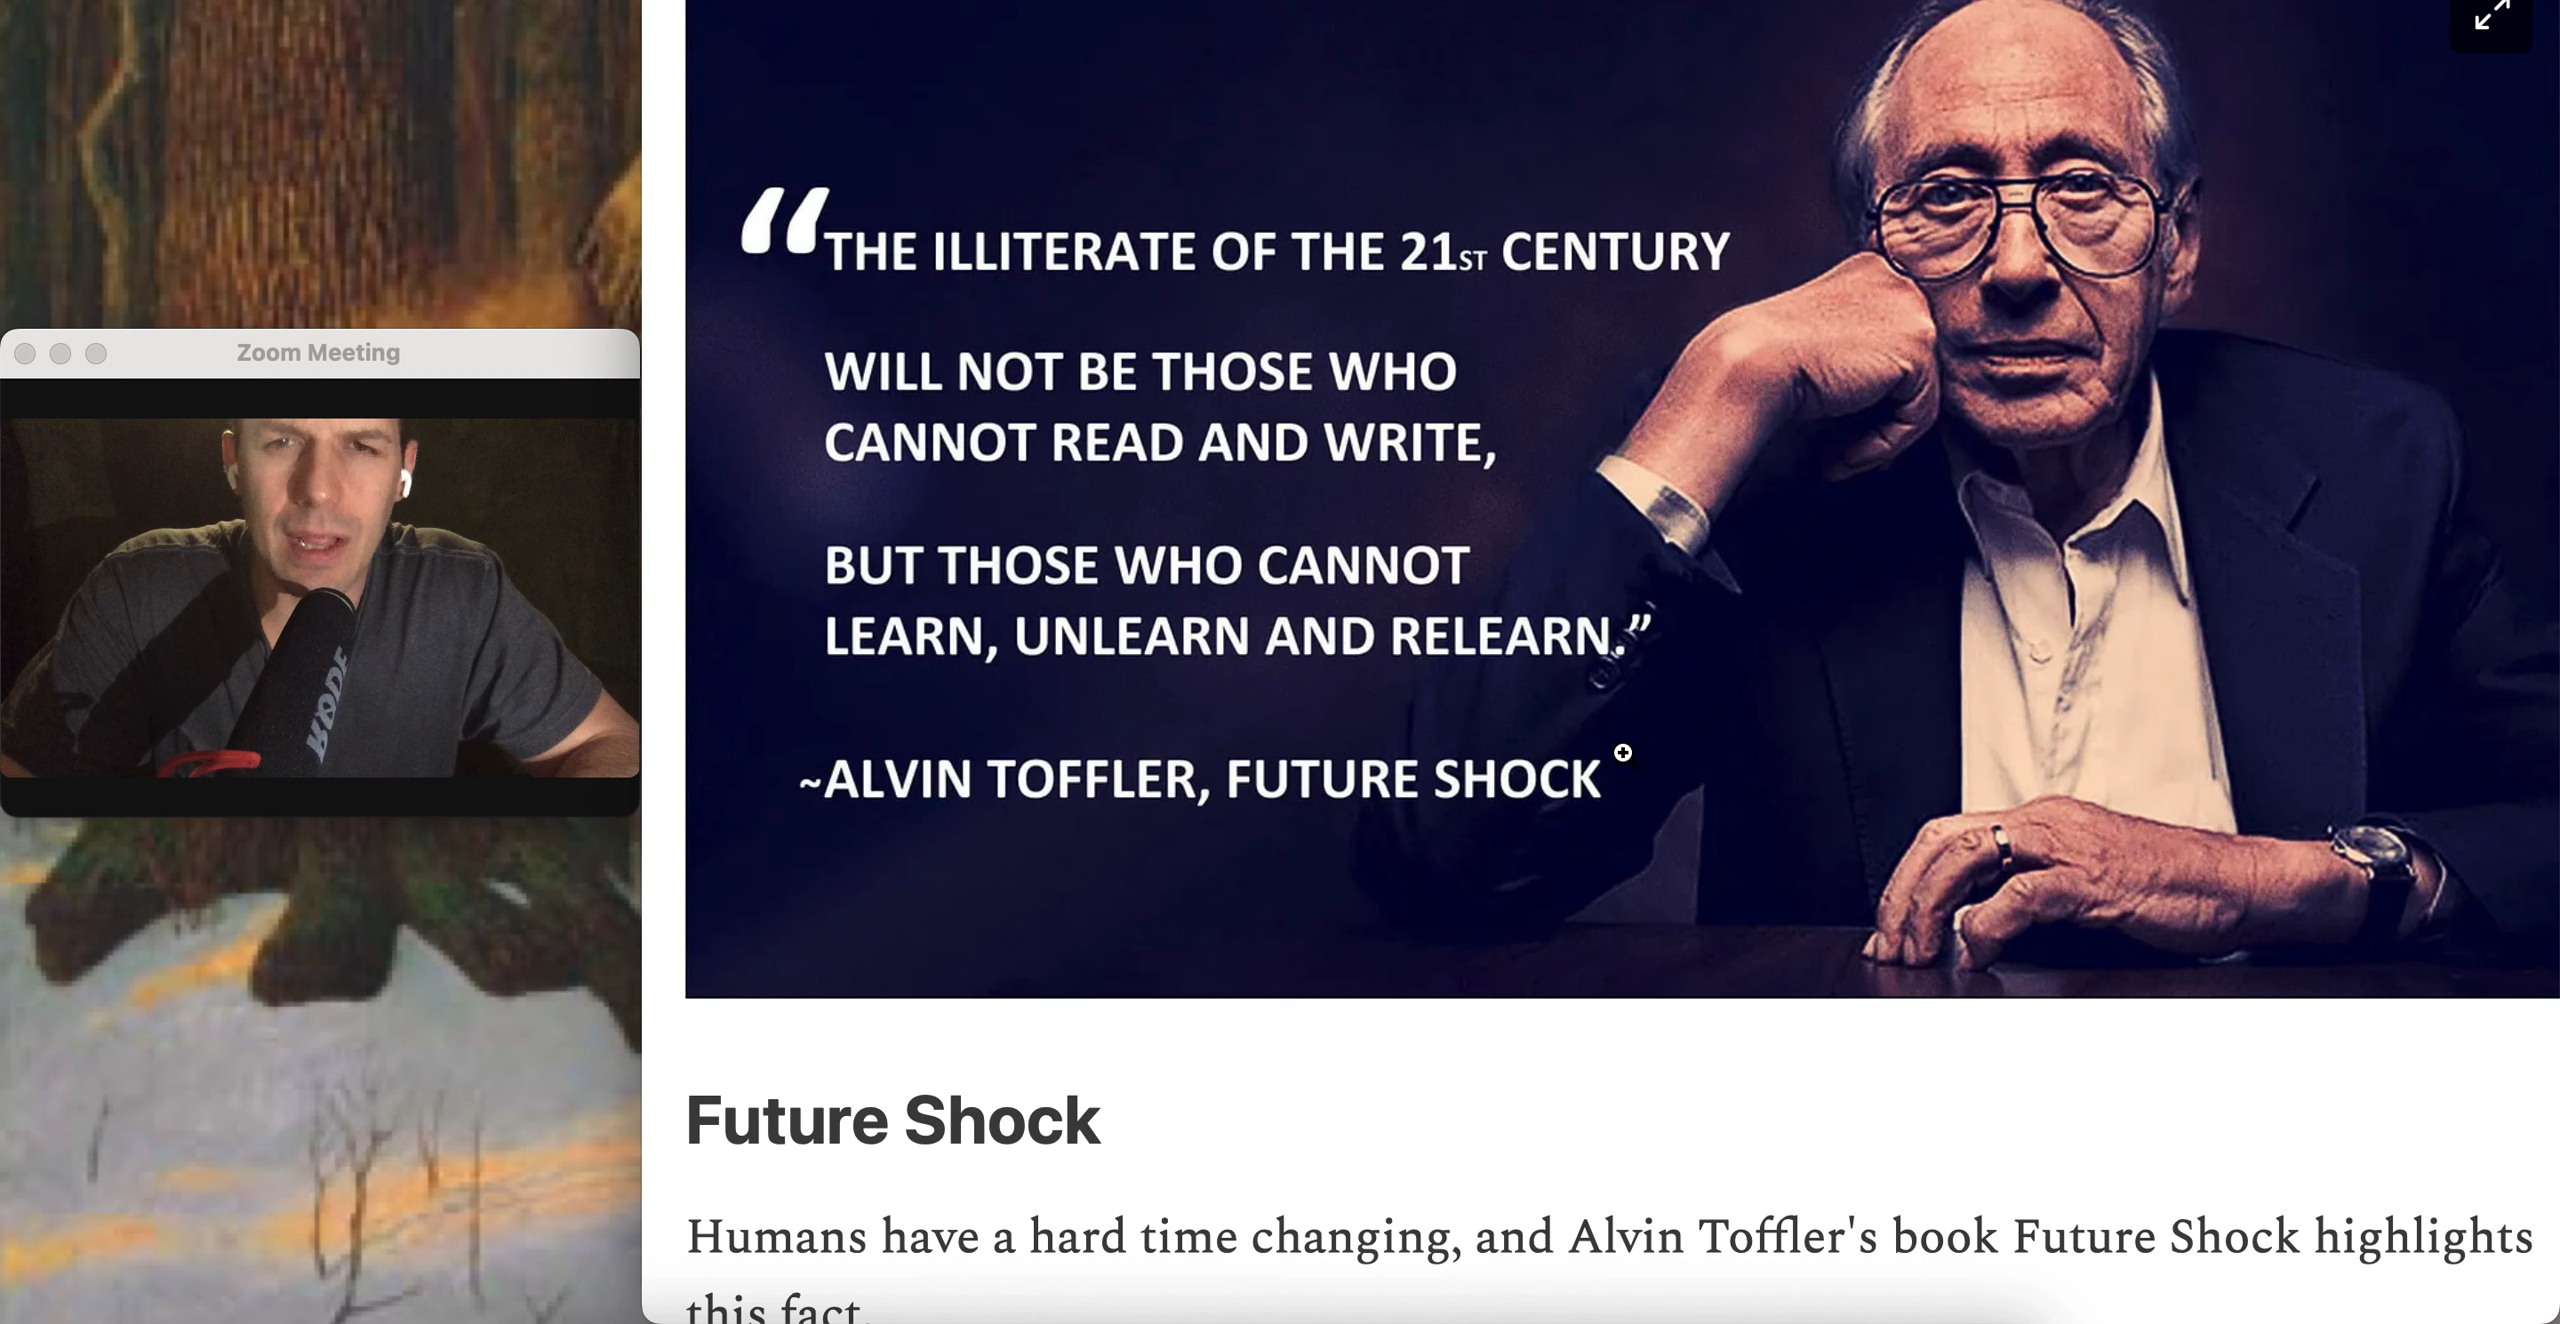 Zoom Meeting
RODE
“THE ILLITERATE OF THE 21ST CENTURY
WILL NOT BE THOSE WHO
CANNOT READ AND WRITE,
BUT THOSE WHO CANNOT
LEARN, UNLEARN AND RELEARN.”
~ALVIN TOFFLER, FUTURE SHOCK
Future Shock
Humans have a hard time changing, and Alvin Toffler's book Future Shock highlights
this fact.